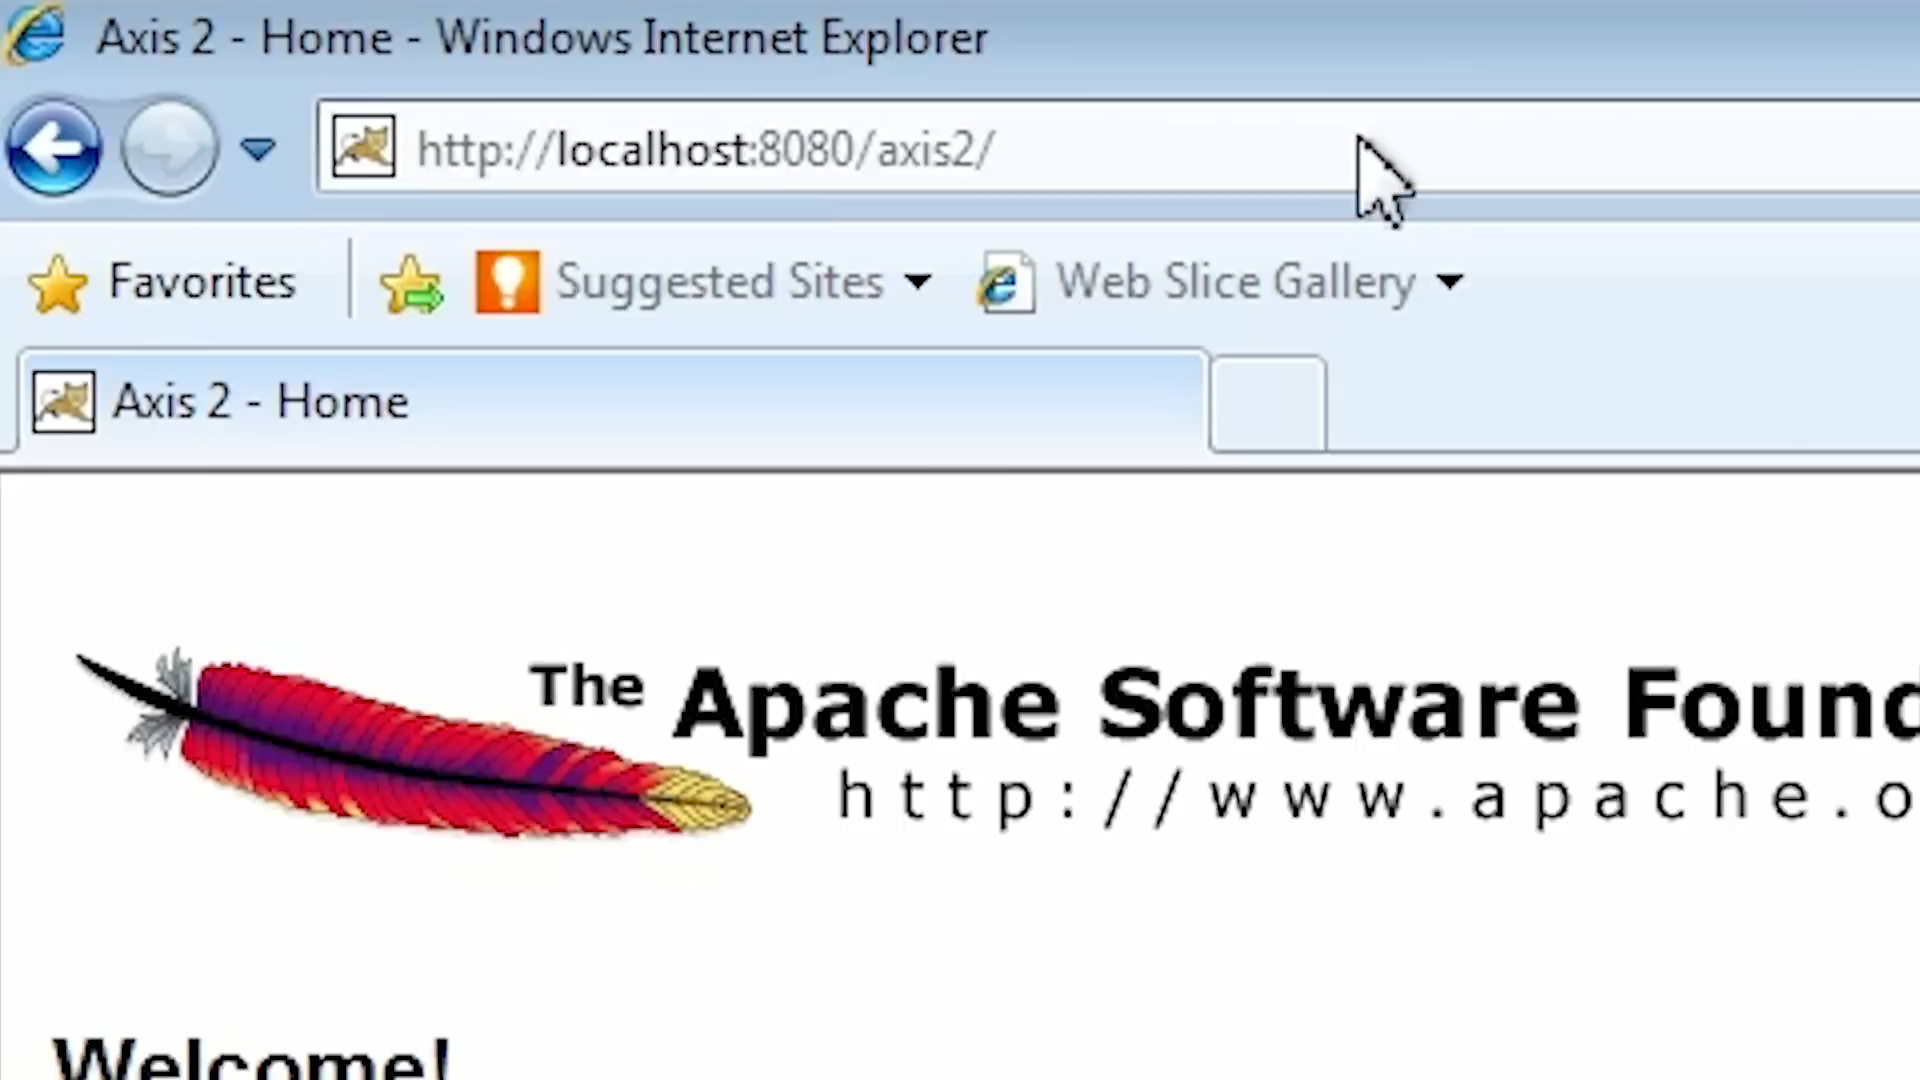 Axis 2 - Home - Windows Internet Explorer
http://localhost:8080/axis2/
Favorites
Suggested Sites
Web Slice Gallery
Axis 2 - Home
The Apache Software Found
http://www.apache.o
Welcome!